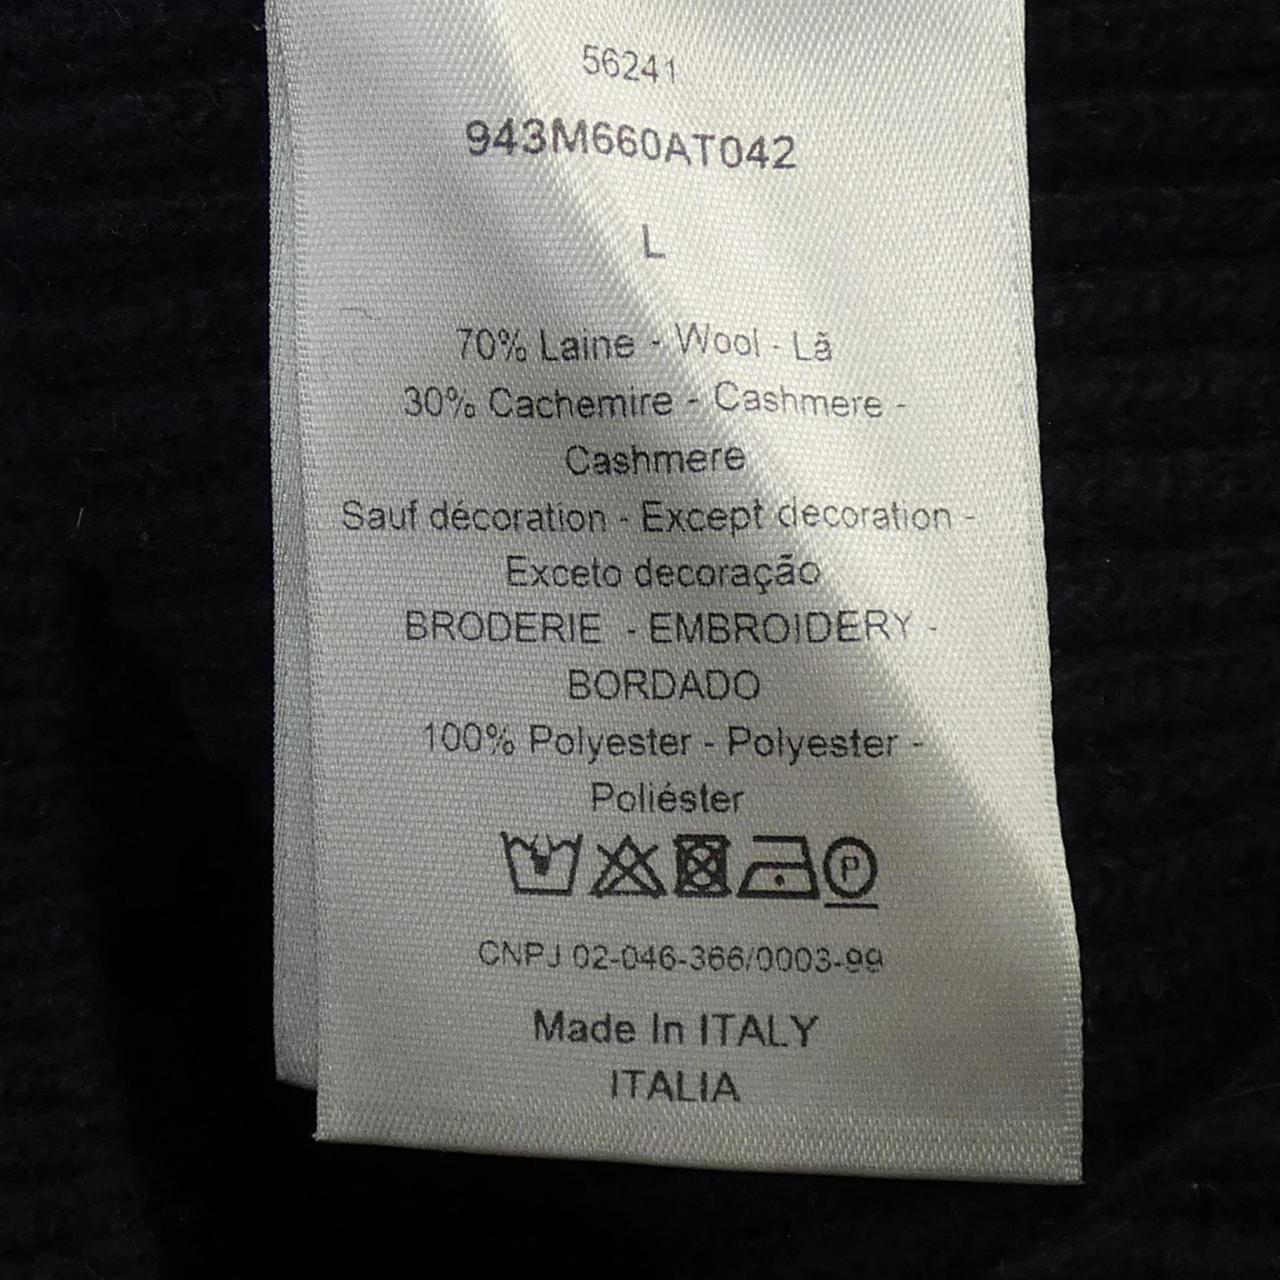 56241
943M660AT042
L
70% Laine - Wool - Lã
30% Cachemire - Cashmere -
Cashmere
Sauf décoration - Except decoration -
Exceto decoração
BRODERIE - EMBROIDERY -
BORDADO
100% Polyester - Polyester -
Poliéster
P
CNPJ 02-046-366/0003-99
Made In ITALY
ITALIA